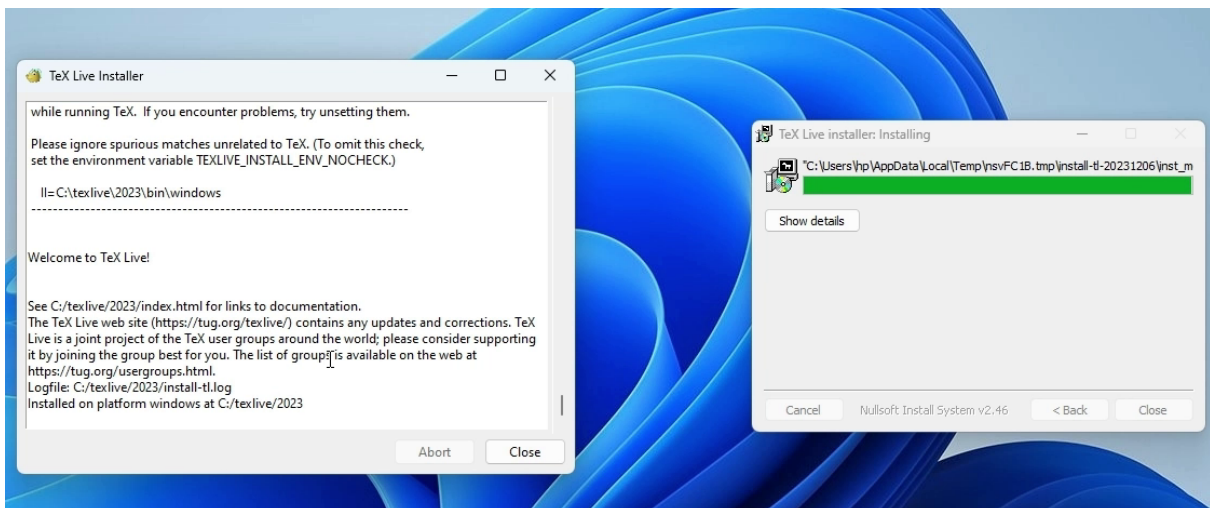 TeX Live Installer
while running TeX. If you encounter problems, try unsetting them.
Please ignore spurious matches unrelated to TeX. (To omit this check,
set the environment variable TEXLIVE_INSTALL_ENV_NOCHECK.)
ll=C:\texlive\2023\bin\windows
----------------------------------------------------------------------
Welcome to TeX Live!
See C:/texlive/2023/index.html for links to documentation.
The TeX Live web site (https://tug.org/texlive/) contains any updates and corrections. TeX
Live is a joint project of the TeX user groups around the world; please consider supporting
it by joining the group best for you. The list of groups is available on the web at
https://tug.org/usergroups.html.
Logfile: C:/texlive/2023/install-tl.log
Installed on platform windows at C:/texlive/2023
Abort
Close
TeX Live installer: Installing
"C:\Users\hp\AppData\Local\Temp\nsvFC1B.tmp\install-tl-20231206\inst_m
Show details
Cancel
Nullsoft Install System v2.46
< Back
Close